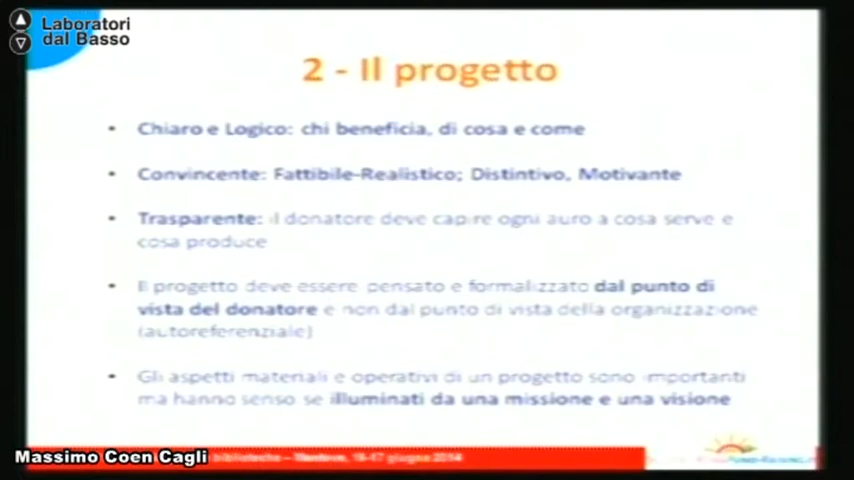 Laboratori
dal Basso
2 - Il progetto
• Chiaro e Logico: chi beneficia, di cosa e come
• Convincente: Fattibile-Realistico; Distintivo, Motivante
• Trasparente: il donatore deve capire ogni auro a cosa serve e
cosa produce
• Il progetto deve essere pensato e formalizzato dal punto di
vista del donatore e non dal punto di vista della organizzazione
(autoreferenziale)
• Gli aspetti materiali e operativi di un progetto sono importanti
ma hanno senso se illuminati da una missione e una visione
Massimo Coen Cagli
biblioteche – giugno 2014